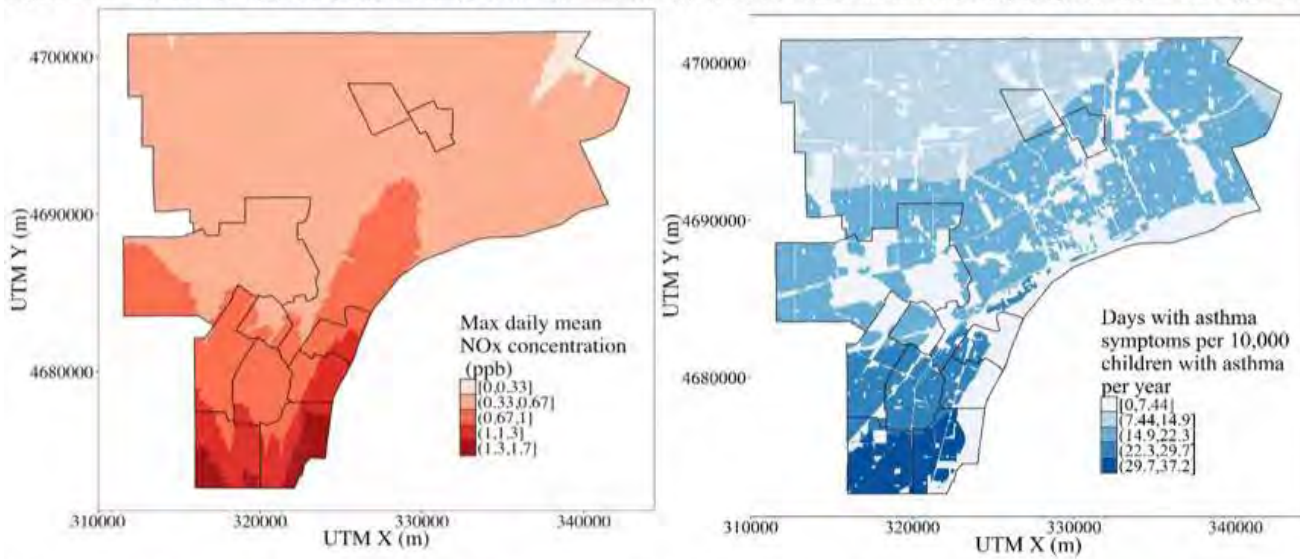 4700000
4690000
4680000
UTM Y (m)
310000
320000
330000
340000
UTM X (m)
Max daily mean
NOx concentration
(ppb)
[0,0.33]
(0.33,0.67]
(0.67,1]
(1,1.3]
(1.3,1.7]
4700000
4690000
4680000
UTM Y (m)
310000
320000
330000
340000
UTM X (m)
Days with asthma
symptoms per 10,000
children with asthma
per year
[0,7.44]
(7.44,14.9]
(14.9,22.3]
(22.3,29.7]
(29.7,37.2]